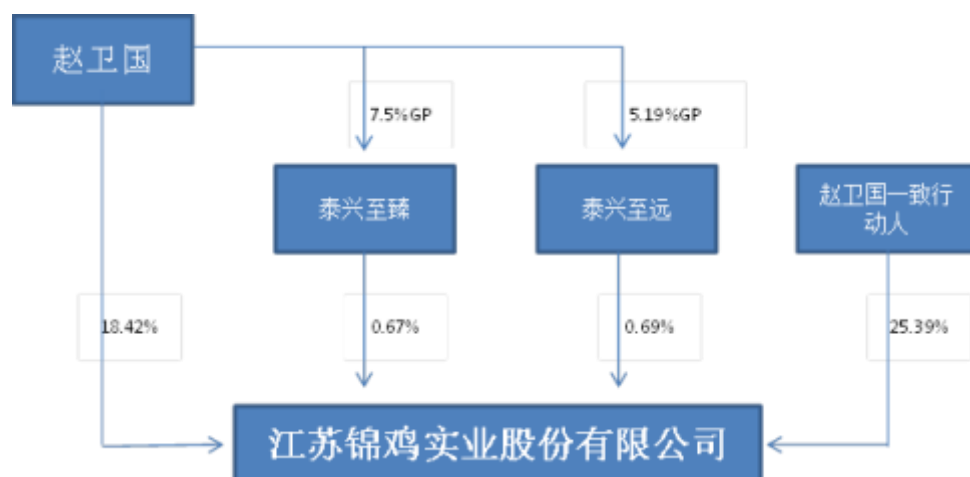 赵卫国
7.5%GP
5.19%GP
泰兴至臻
泰兴至远
赵卫国一致行
动人
18.42%
0.67%
0.69%
25.39%
江苏锦鸡实业股份有限公司